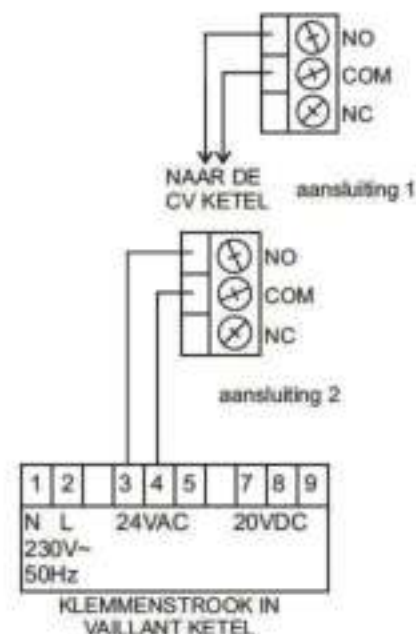 NO
COM
NC
NAAR DE
CV KETEL
aansluiting 1
NO
COM
NC
aansluiting 2
1 2 3 4 5 7 8 9
N L 24VAC 20VDC
230V~
50Hz
KLEMMENSTROOK IN
VAILLANT KETEL